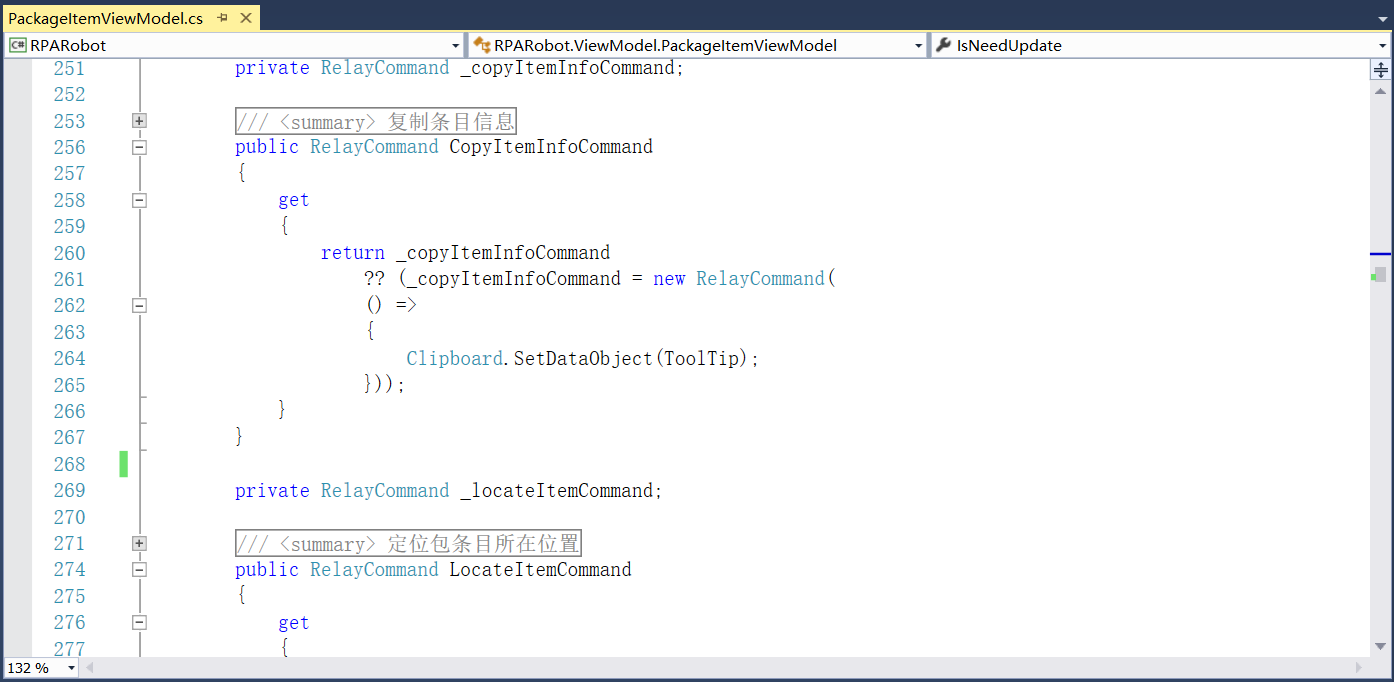 PackageItemViewModel.cs
C# RPARobot RPARobot.ViewModel.PackageItemViewModel IsNeedUpdate
251 private RelayCommand _copyItemInfoCommand;
252
253 /// <summary> 复制条目信息
256 public RelayCommand CopyItemInfoCommand
257 {
258 get
259 {
260 return _copyItemInfoCommand
261 ?? (_copyItemInfoCommand = new RelayCommand(
262 () =>
263 {
264 Clipboard.SetDataObject(ToolTip);
265 }));
266 }
267 }
268
269 private RelayCommand _locateItemCommand;
270
271 /// <summary> 定位包条目所在位置
274 public RelayCommand LocateItemCommand
275 {
276 get
277 {
132 %